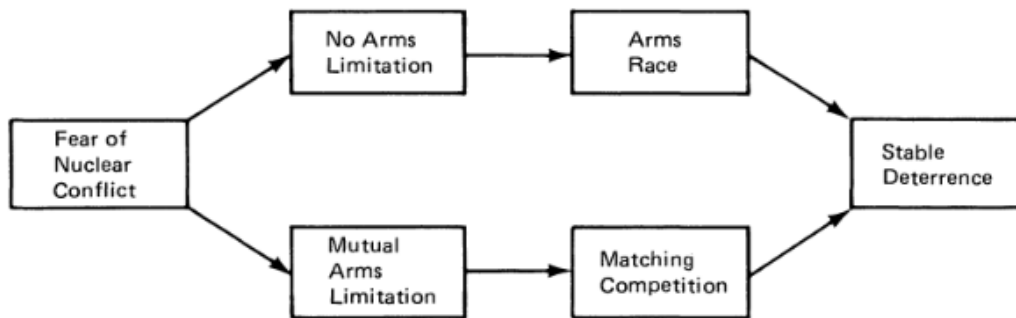 No Arms
Limitation
Arms
Race
Fear of
Nuclear
Conflict
Stable
Deterrence
Mutual
Arms
Limitation
Matching
Competition